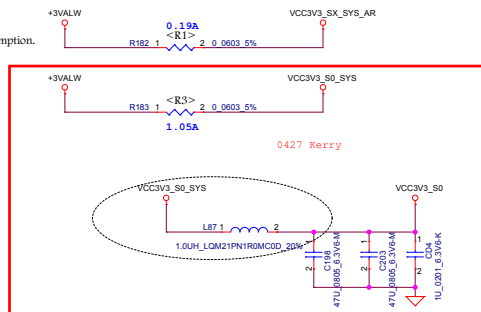 +3VALW
0.19A
VCC3V3_SX_SYS_AR
mption.
<R1>
R182 1 2 0_0603_5%
+3VALW
VCC3V3_S0_SYS
<R3>
R183 1 2 0_0603_5%
1.05A
0427 Kerry
VCC3V3_S0_SYS
VCC3V3_S0
L87 1 2
1.0UH_LQM21PN1R0MC0D_20%
1 2
C198
47U_0805_6.3V6-M
1 2
C203
47U_0805_6.3V6-M
1 2
CD4
1U_0201_6.3V6-K